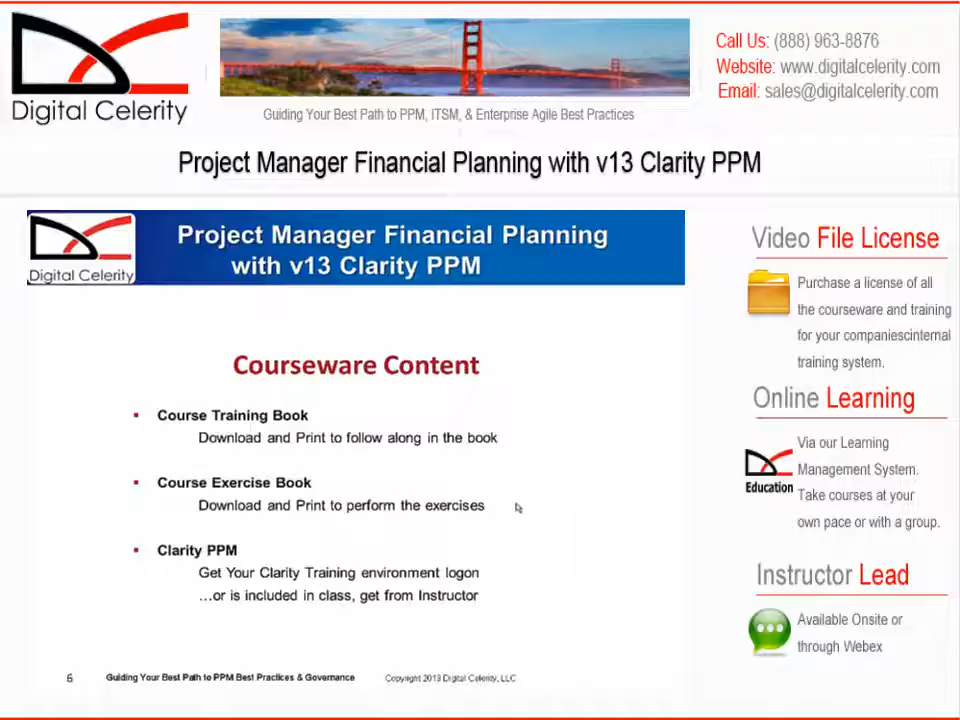 Digital Celerity
Guiding Your Best Path to PPM, ITSM, & Enterprise Agile Best Practices
Call Us: (888) 963-8876
Website: www.digitalcelerity.com
Email: sales@digitalcelerity.com
Project Manager Financial Planning with v13 Clarity PPM
Digital Celerity
Project Manager Financial Planning
with v13 Clarity PPM
Courseware Content
▪ Course Training Book
Download and Print to follow along in the book
▪ Course Exercise Book
Download and Print to perform the exercises
▪ Clarity PPM
Get Your Clarity Training environment logon
...or is included in class, get from Instructor
6 Guiding Your Best Path to PPM Best Practices & Governance Copyright 2013 Digital Celerity, LLC
Video File License
Purchase a license of all
the courseware and training
for your companiescinternal
training system.
Online Learning
Education
Via our Learning
Management System.
Take courses at your
own pace or with a group.
Instructor Lead
Available Onsite or
through Webex